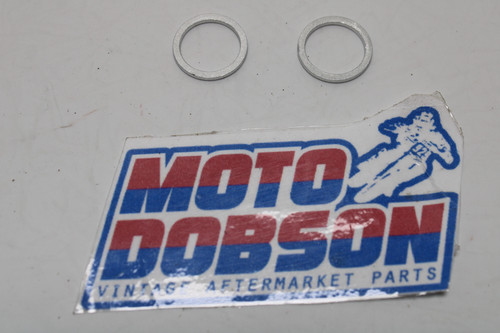 MOTO
DOBSON
VINTAGE AFTERMARKET PARTS